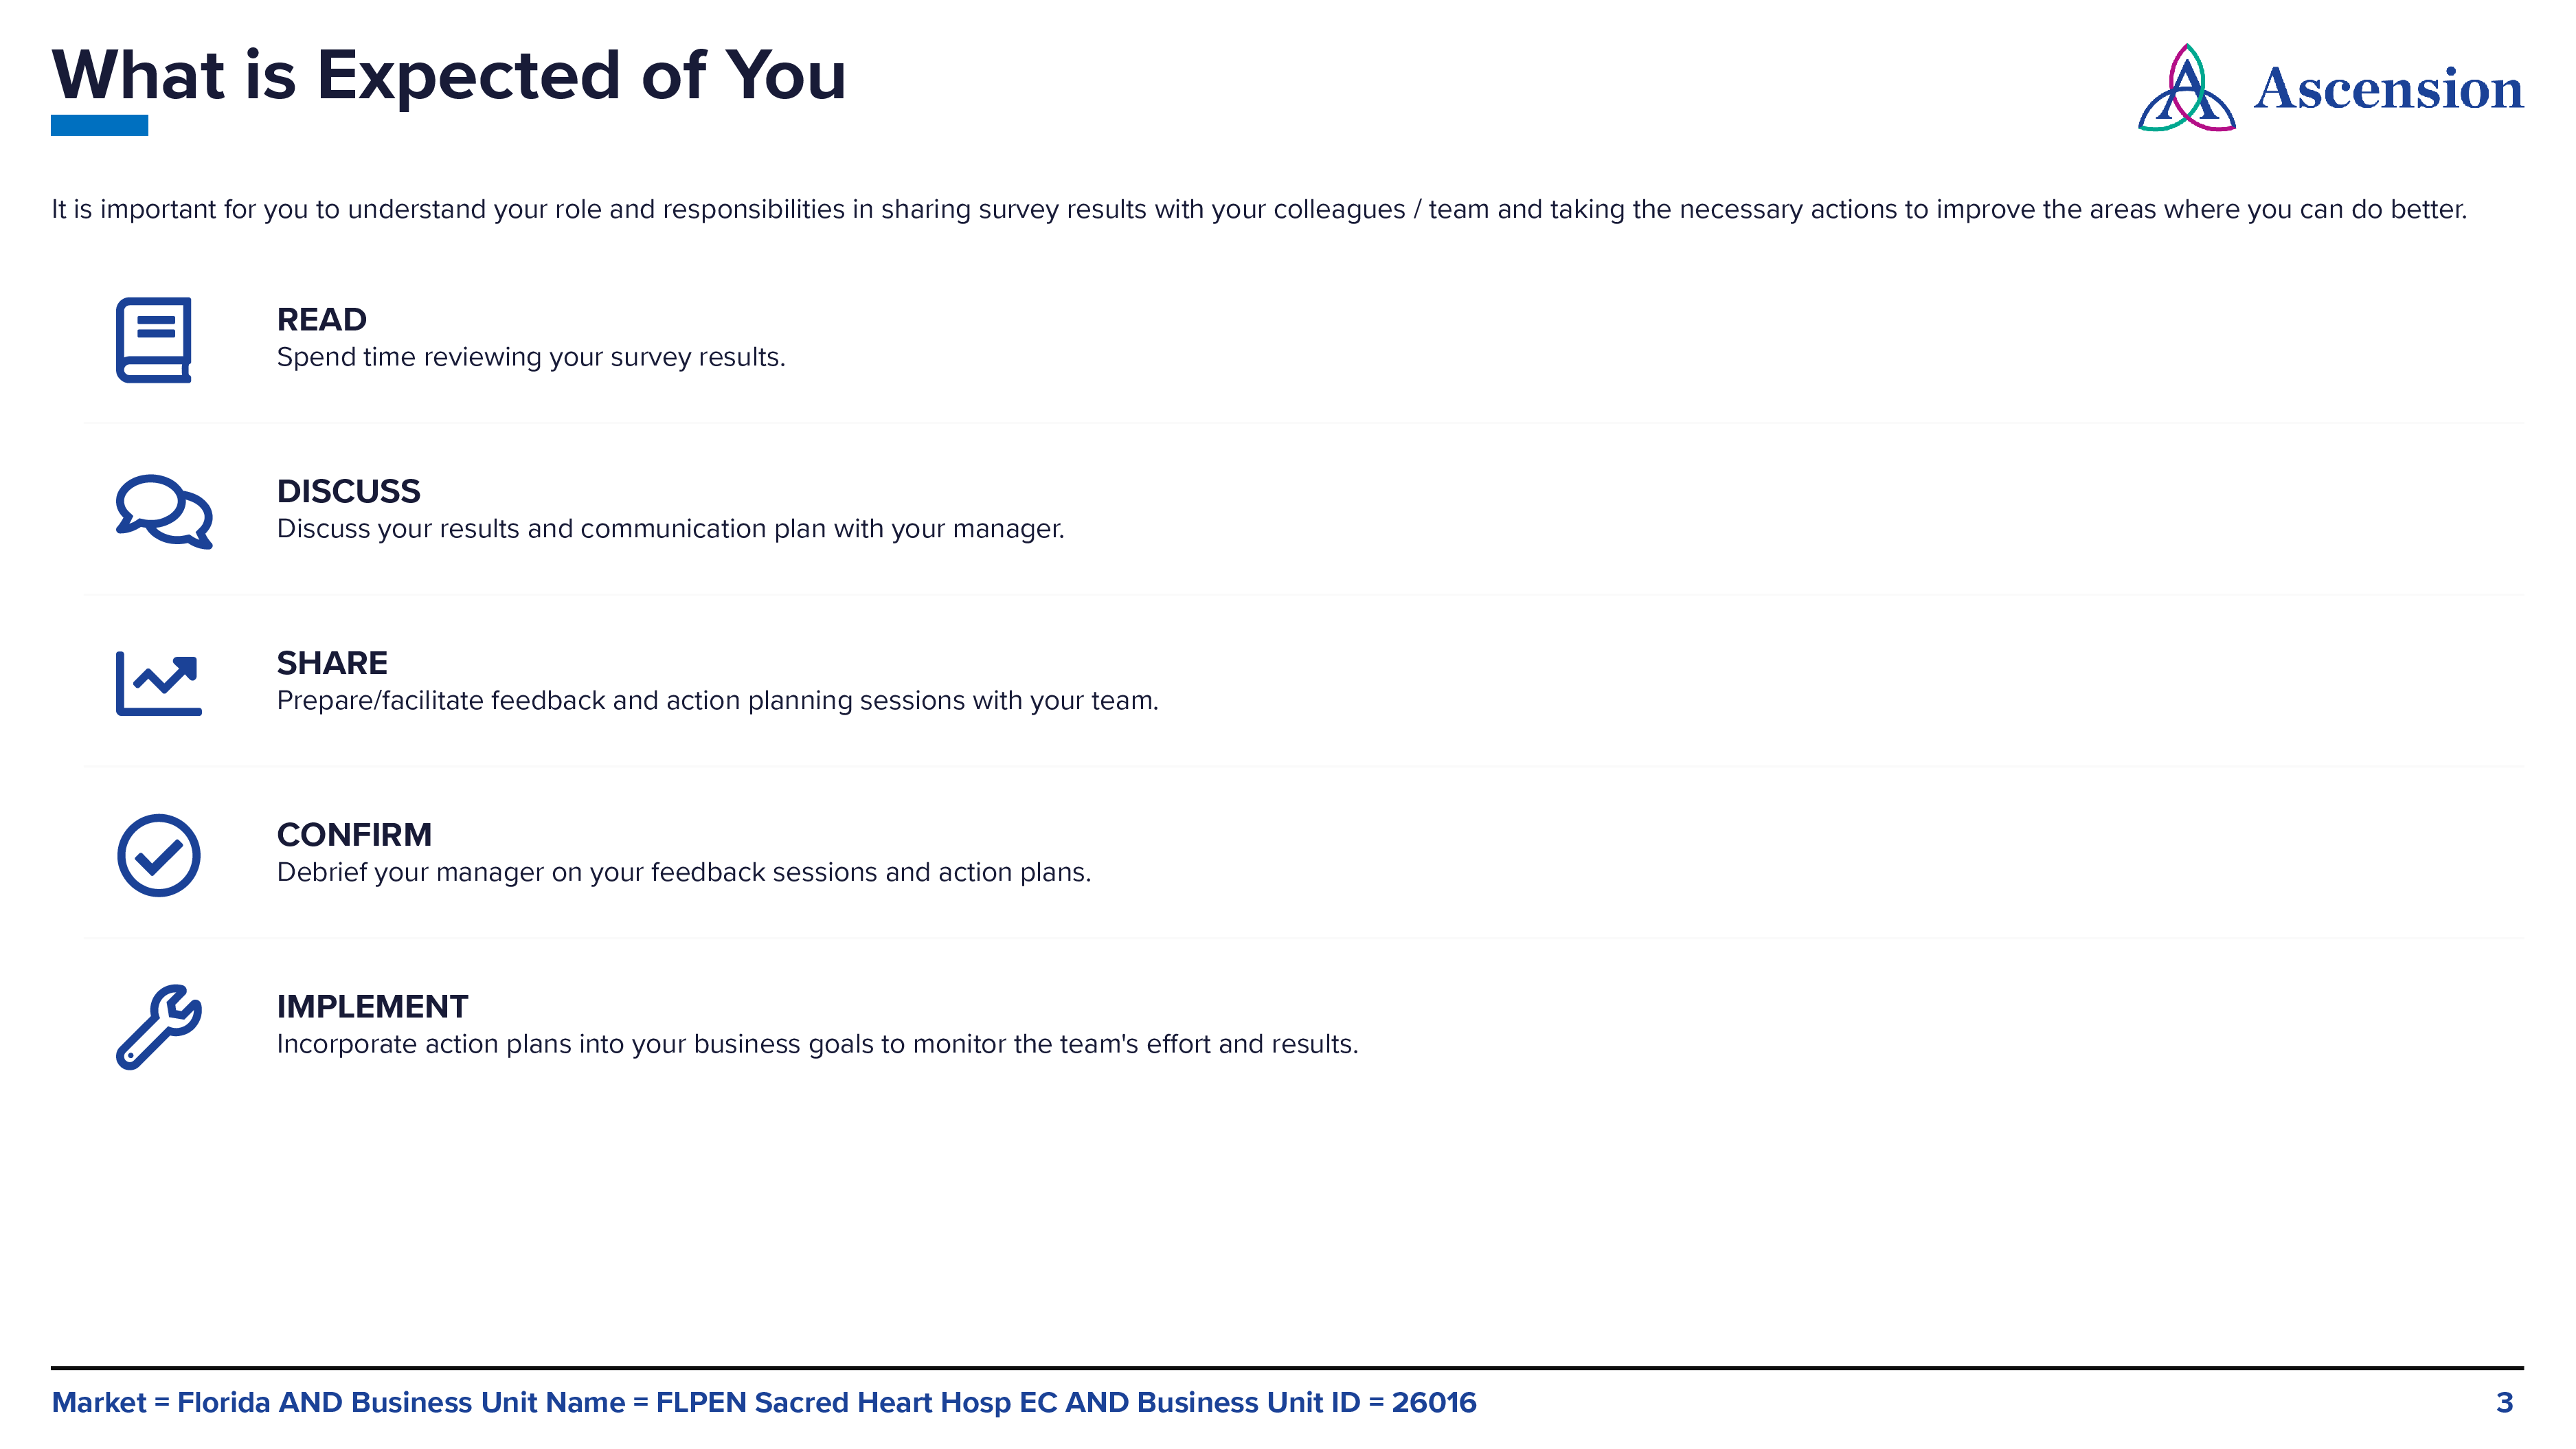 What is Expected of You
Ascension
It is important for you to understand your role and responsibilities in sharing survey results with your colleagues / team and taking the necessary actions to improve the areas where you can do better.
READ
Spend time reviewing your survey results.
DISCUSS
Discuss your results and communication plan with your manager.
SHARE
Prepare/facilitate feedback and action planning sessions with your team.
CONFIRM
Debrief your manager on your feedback sessions and action plans.
IMPLEMENT
Incorporate action plans into your business goals to monitor the team's effort and results.
Market = Florida AND Business Unit Name = FLPEN Sacred Heart Hosp EC AND Business Unit ID = 26016
3